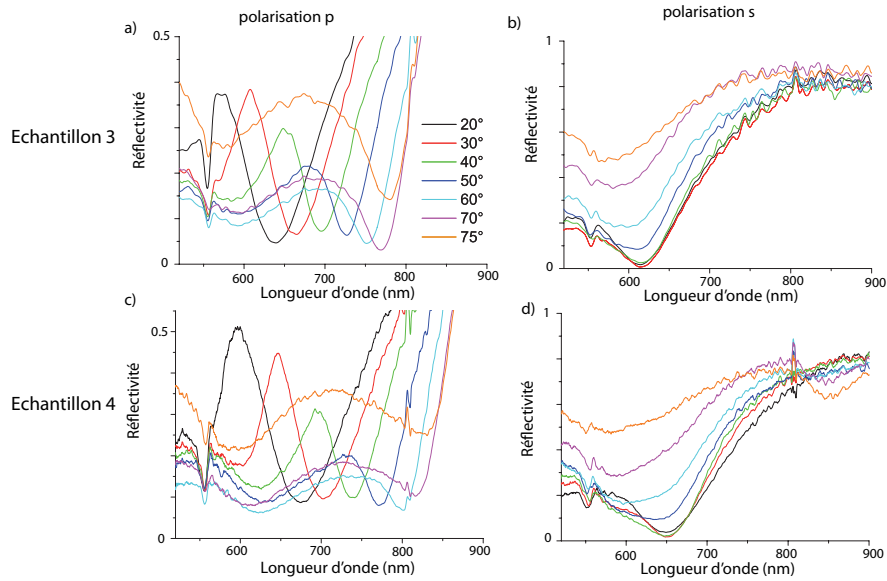 polarisation p
polarisation s
a)
b)
0.5
1
Echantillon 3
Réflectivité
Réflectivité
20°
30°
40°
50°
60°
70°
75°
0
0
600
700
800
900
600
700
800
900
Longueur d'onde (nm)
Longueur d'onde (nm)
c)
d)
0.5
1
Echantillon 4
Réflectivité
Réflectivité
0
0
600
700
800
900
600
700
800
900
Longueur d'onde (nm)
Longueur d'onde (nm)